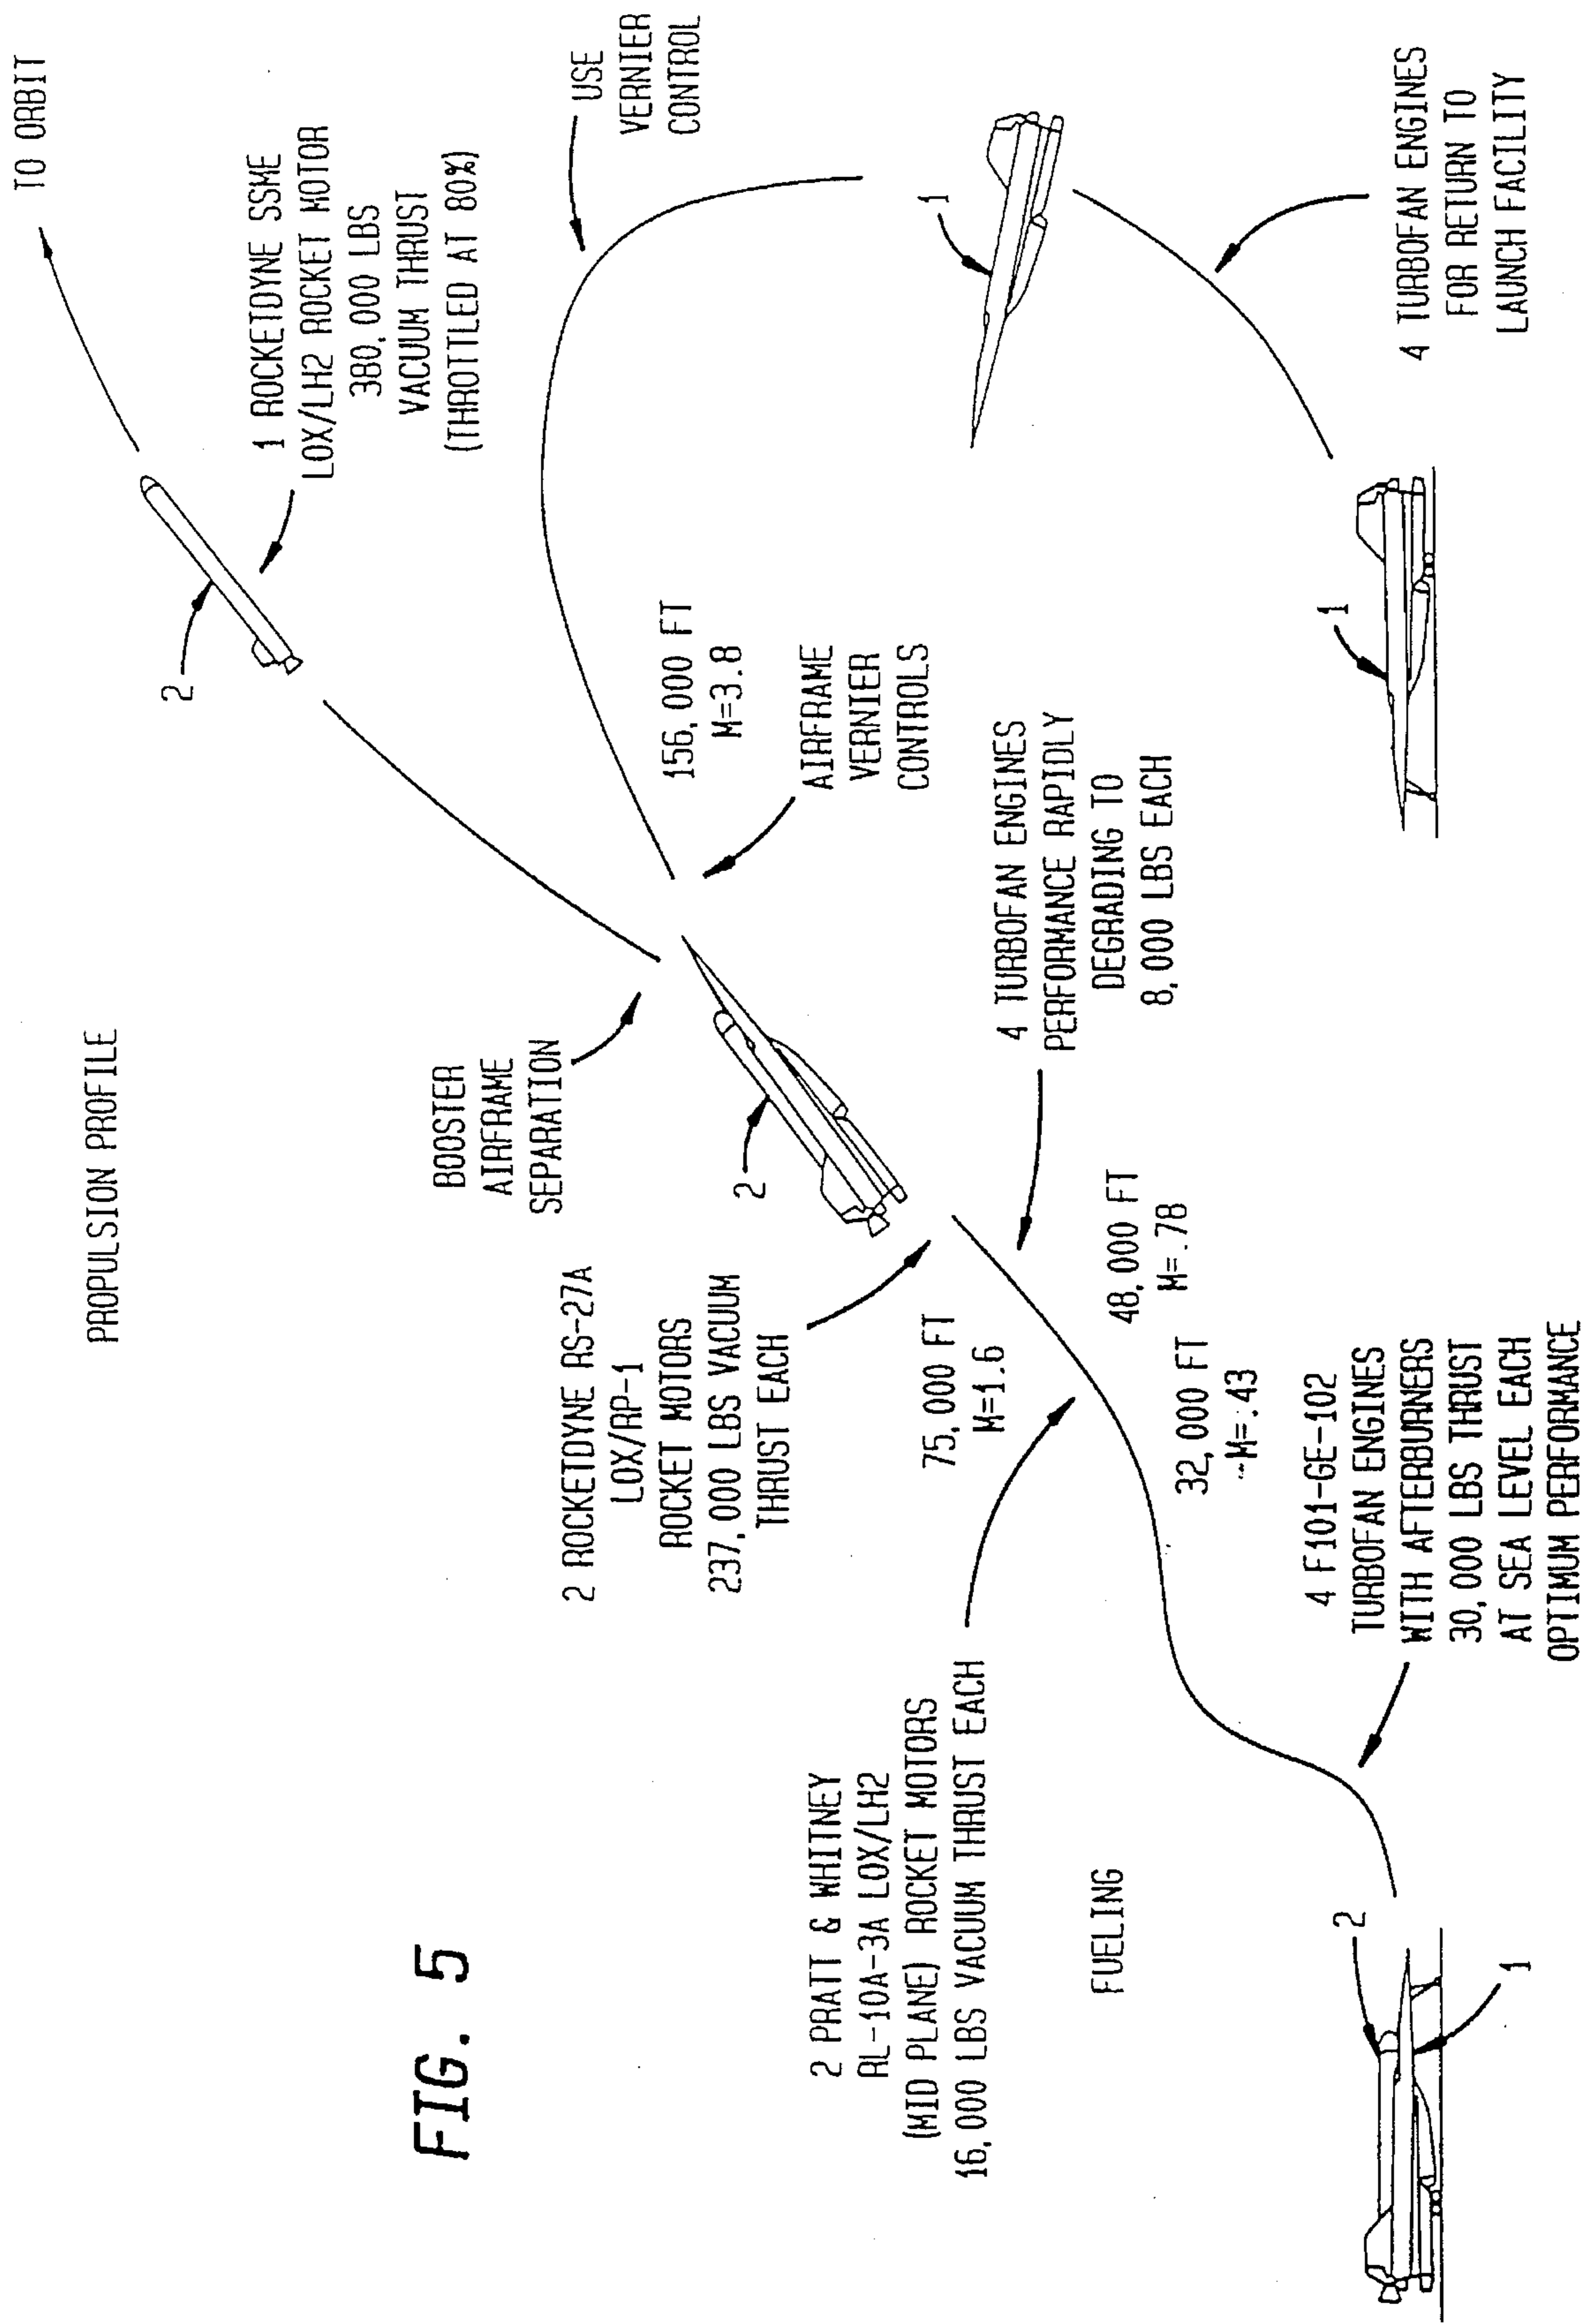 FIG. 5
PROPULSION PROFILE
TO ORBIT
2
1 ROCKETDYNE SSME
LOX/LH2 ROCKET MOTOR
380,000 LBS
VACUUM THRUST
(THROTTLED AT 80%)
BOOSTER
AIRFRAME
SEPARATION
USE
VERNIER
CONTROL
2 ROCKETDYNE RS-27A
LOX/RP-1
ROCKET MOTORS
237,000 LBS VACUUM
THRUST EACH
2
156,000 FT
M=3.8
AIRFRAME
VERNIER
CONTROLS
2 PRATT & WHITNEY
RL-10A-3A LOX/LH2
(MID PLANE) ROCKET MOTORS
16,000 LBS VACUUM THRUST EACH
75,000 FT
M=1.6
4 TURBOFAN ENGINES
PERFORMANCE RAPIDLY
DEGRADING TO
8,000 LBS EACH
1
FUELING
48,000 FT
M=.78
32,000 FT
M=.43
4 F101-GE-102
TURBOFAN ENGINES
WITH AFTERBURNERS
30,000 LBS THRUST
AT SEA LEVEL EACH
OPTIMUM PERFORMANCE
2
1
1
4 TURBOFAN ENGINES
FOR RETURN TO
LAUNCH FACILITY